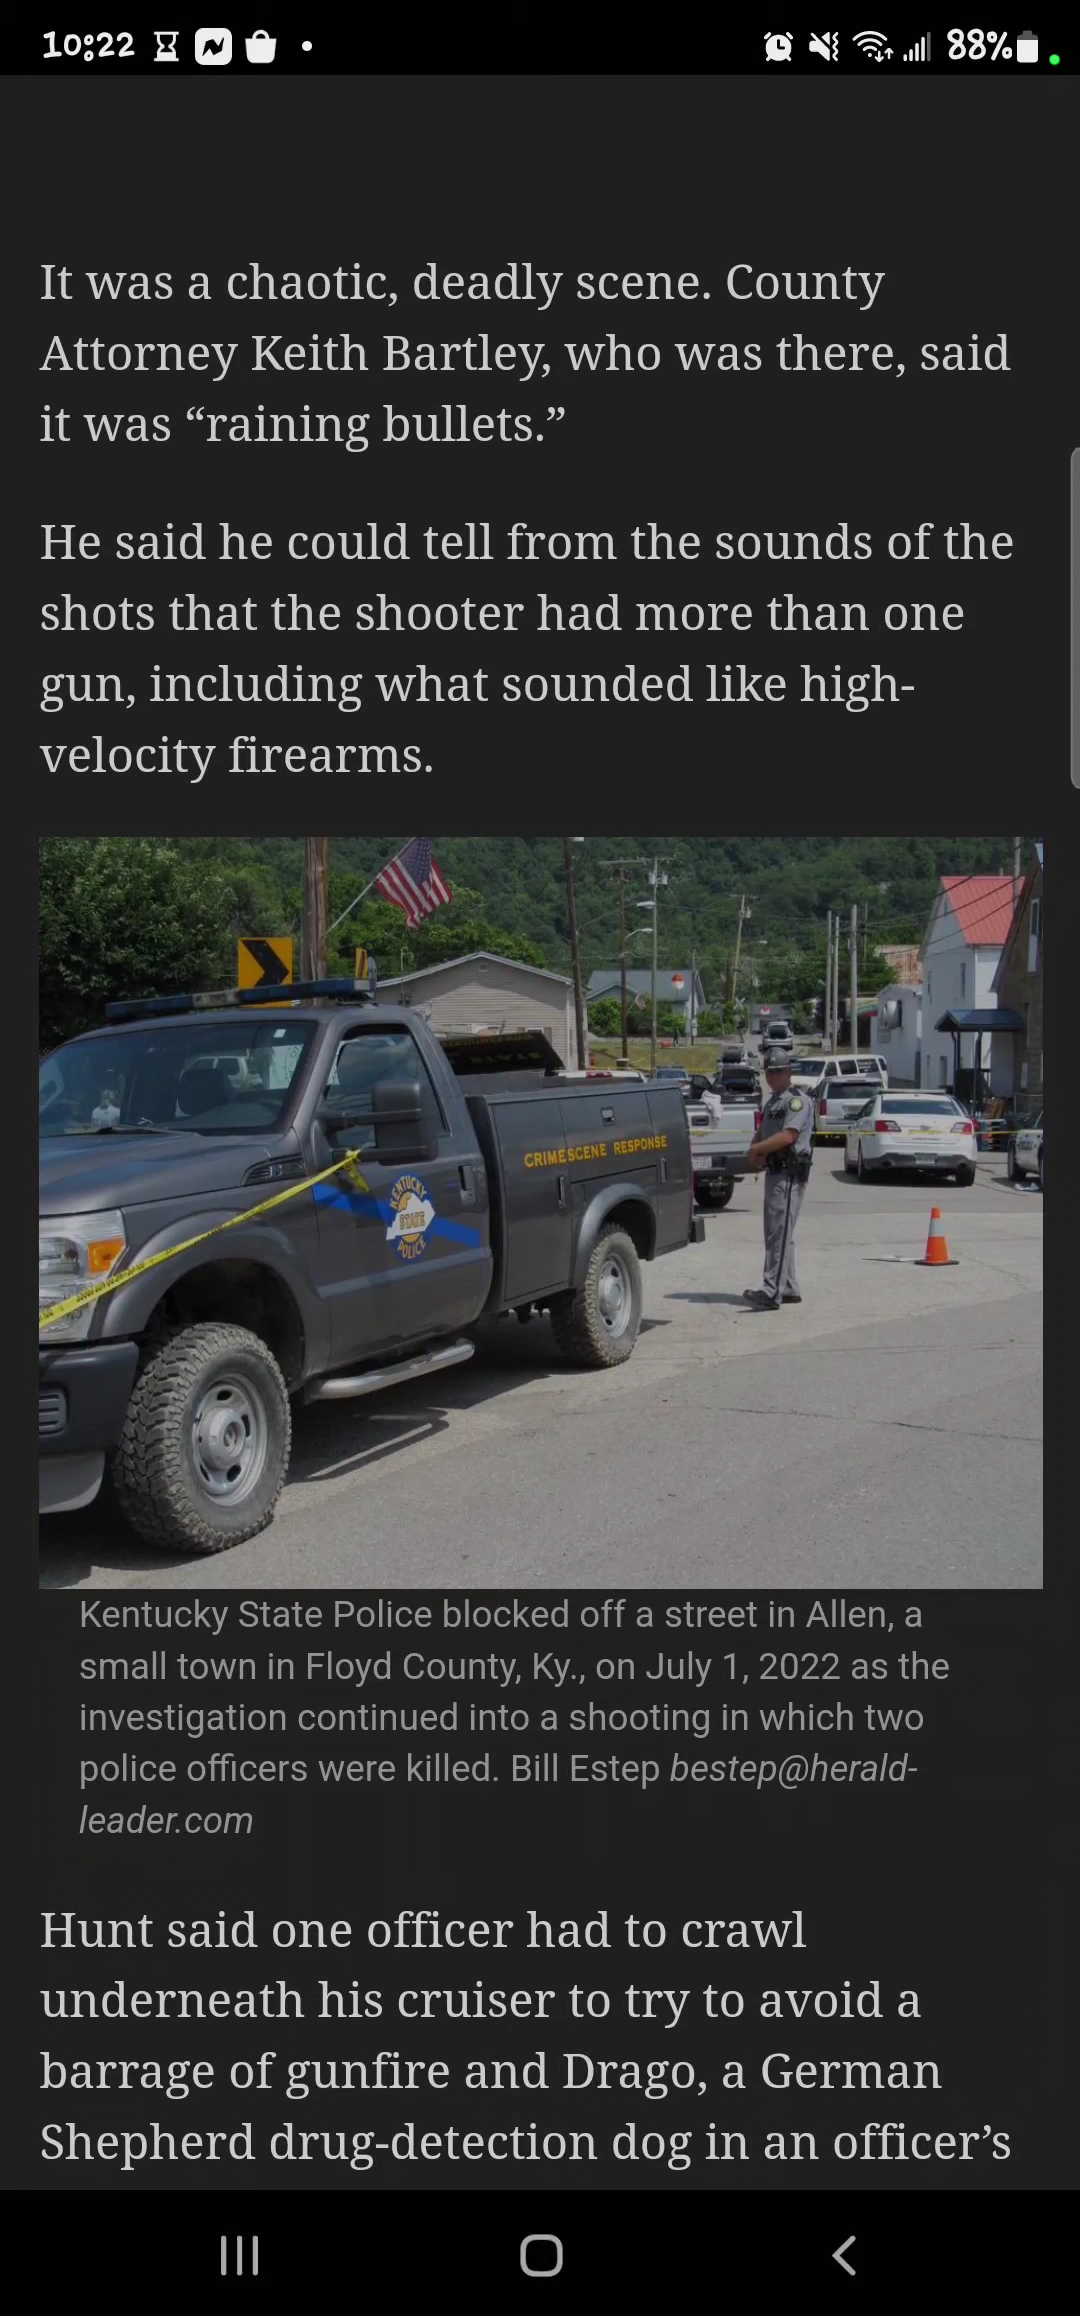 10:22
88%
It was a chaotic, deadly scene. County
Attorney Keith Bartley, who was there, said
it was “raining bullets.”
He said he could tell from the sounds of the
shots that the shooter had more than one
gun, including what sounded like high-
velocity firearms.
CRIME SCENE RESPONSE
KENTUCKY
STATE
POLICE
Kentucky State Police blocked off a street in Allen, a
small town in Floyd County, Ky., on July 1, 2022 as the
investigation continued into a shooting in which two
police officers were killed. Bill Estep bestep@herald-
leader.com
Hunt said one officer had to crawl
underneath his cruiser to try to avoid a
barrage of gunfire and Drago, a German
Shepherd drug-detection dog in an officer’s